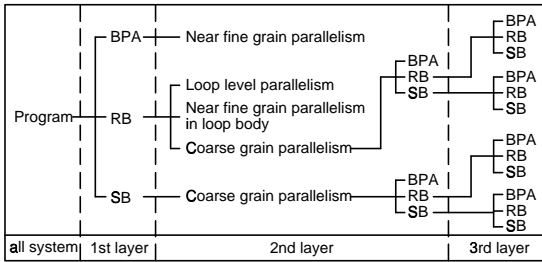 BPA
Near fine grain parallelism
BPA
RB
SB
BPA
RB
SB
Loop level parallelism
BPA
RB
SB
Near fine grain parallelism
in loop body
Program
RB
Coarse grain parallelism
BPA
RB
SB
SB
Coarse grain parallelism
BPA
RB
SB
BPA
RB
SB
all system
1st layer
2nd layer
3rd layer